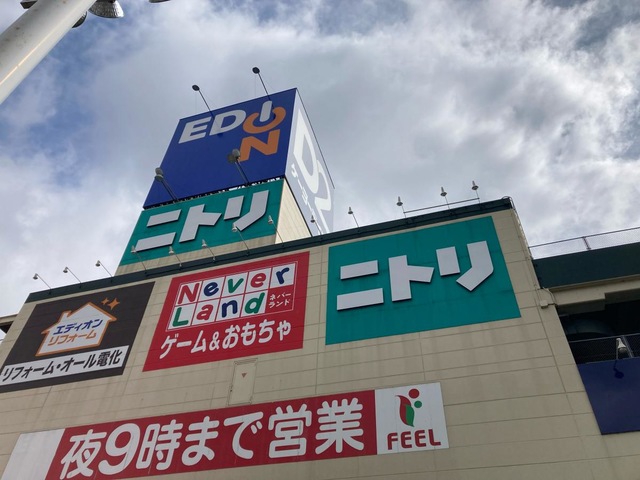 EDION
ニトリ
エディオン
リフォーム
リフォーム・オール電化
Never
Land
ネバー
ランド
ゲーム&おもちゃ
ニトリ
夜9時まで営業
FEEL